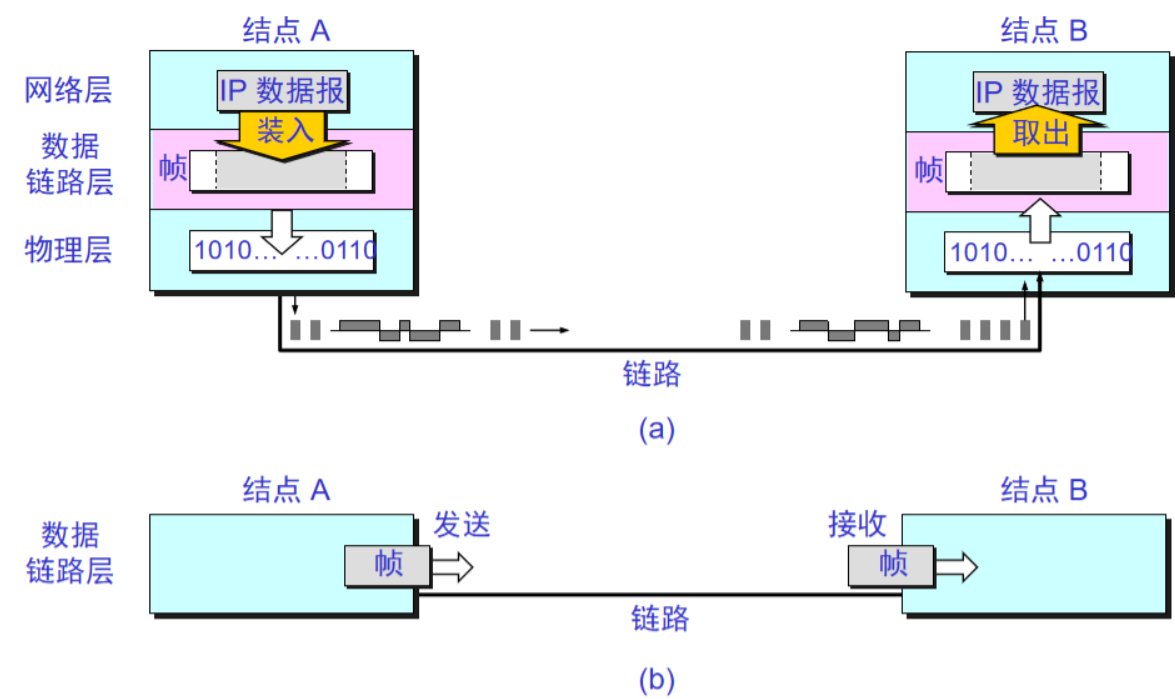 结点 A
结点 B
网络层
IP 数据报
IP 数据报
装入
取出
数据
链路层
帧
帧
物理层
1010… …0110
1010… …0110
链路
(a)
结点 A
结点 B
数据
链路层
发送
接收
帧
帧
链路
(b)